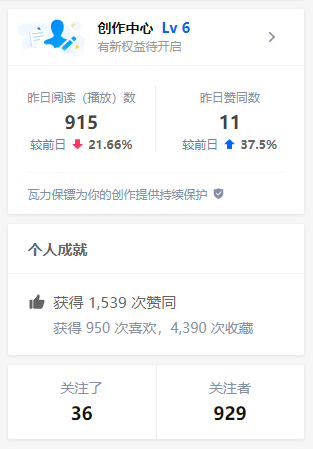 创作中心 Lv 6
有新权益待开启
昨日阅读（播放）数 昨日赞同数
915 11
较前日 21.66% 较前日 37.5%
瓦力保镖为你的创作提供持续保护
个人成就
获得 1,539 次赞同
获得 950 次喜欢，4,390 次收藏
关注了 关注者
36 929